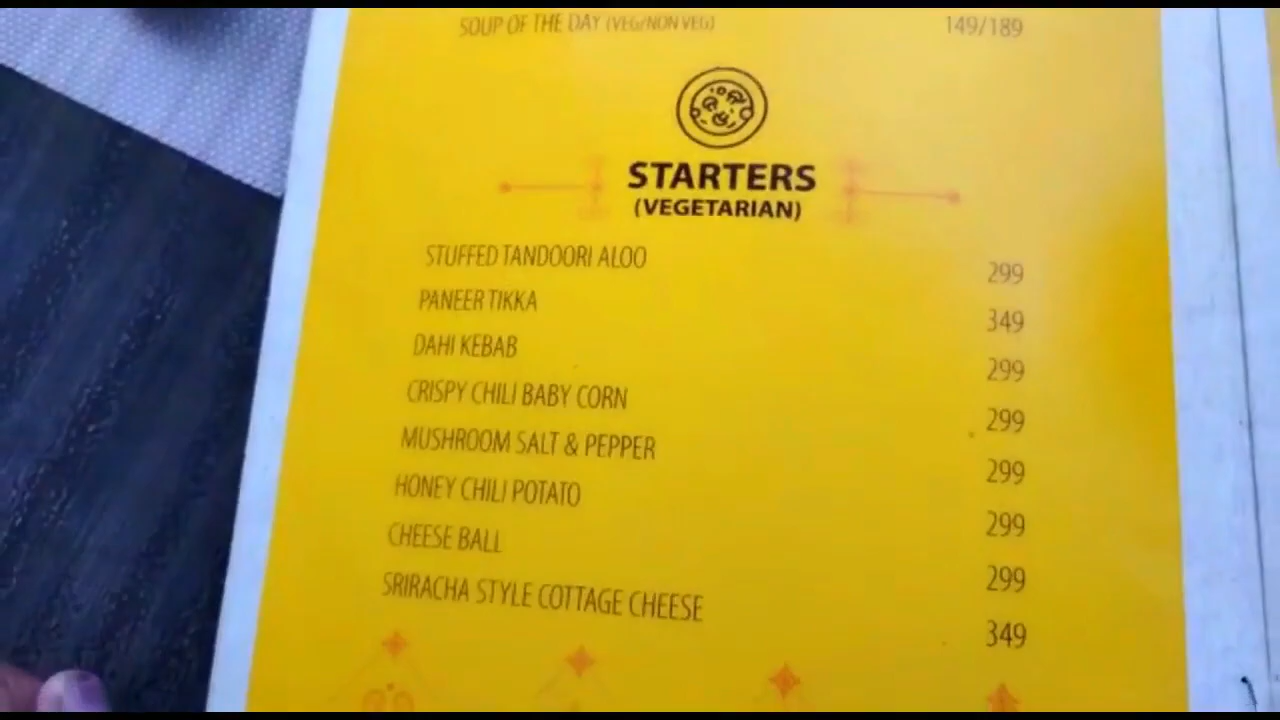 SOUP OF THE DAY (VEG/NON VEG) 149/189
STARTERS
(VEGETARIAN)
STUFFED TANDOORI ALOO 299
PANEER TIKKA 349
DAHI KEBAB 299
CRISPY CHILI BABY CORN 299
MUSHROOM SALT & PEPPER 299
HONEY CHILI POTATO 299
CHEESE BALL 299
SRIRACHA STYLE COTTAGE CHEESE 349